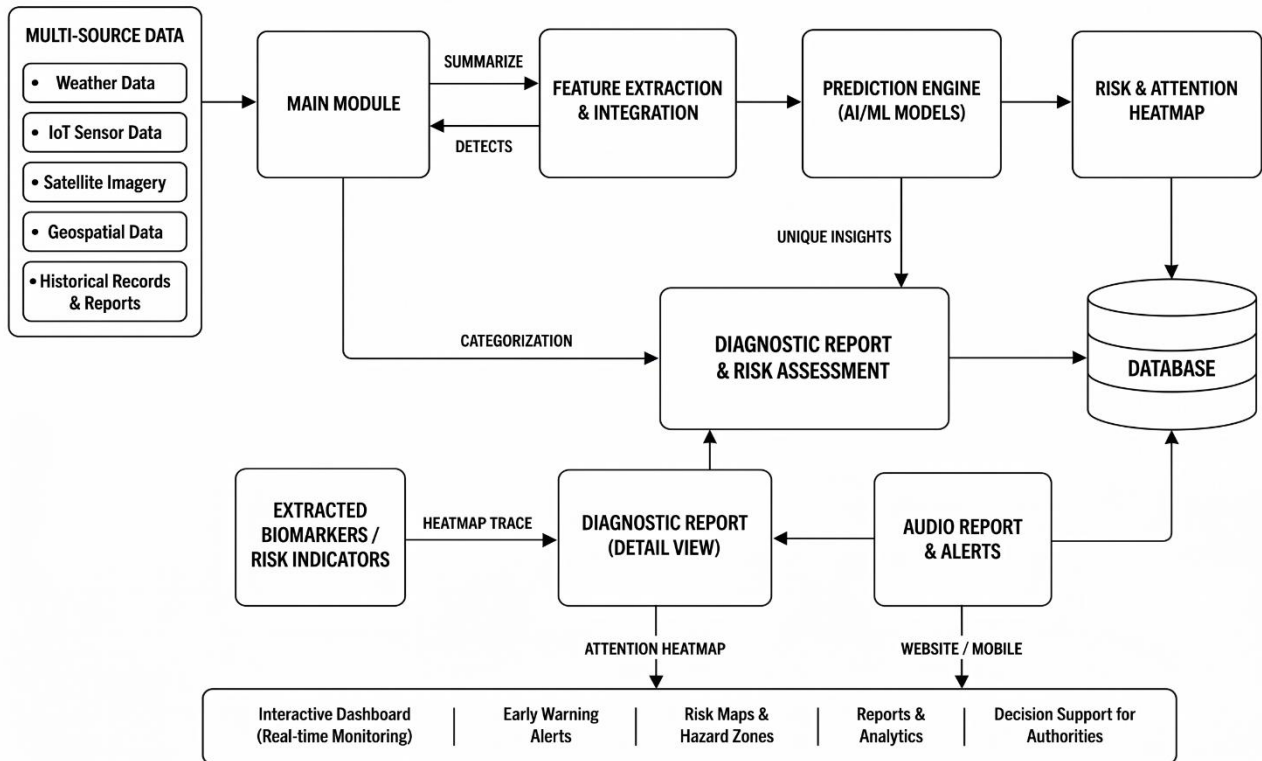 MULTI-SOURCE DATA
• Weather Data
• IoT Sensor Data
• Satellite Imagery
• Geospatial Data
• Historical Records
& Reports
MAIN MODULE
SUMMARIZE
DETECTS
FEATURE EXTRACTION
& INTEGRATION
PREDICTION ENGINE
(AI/ML MODELS)
RISK & ATTENTION
HEATMAP
UNIQUE INSIGHTS
CATEGORIZATION
DIAGNOSTIC REPORT
& RISK ASSESSMENT
DATABASE
EXTRACTED
BIOMARKERS /
RISK INDICATORS
HEATMAP TRACE
DIAGNOSTIC REPORT
(DETAIL VIEW)
AUDIO REPORT
& ALERTS
ATTENTION HEATMAP
WEBSITE / MOBILE
Interactive Dashboard
(Real-time Monitoring)
Early Warning
Alerts
Risk Maps &
Hazard Zones
Reports &
Analytics
Decision Support for
Authorities